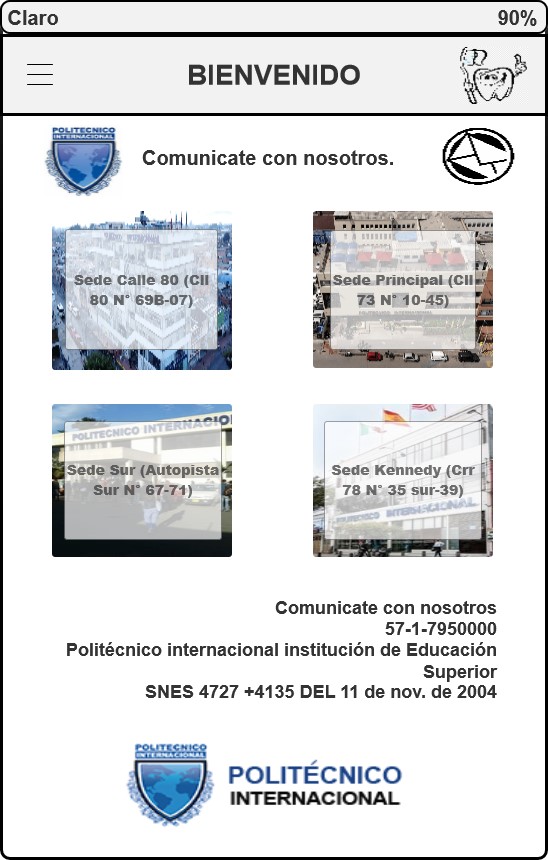 Claro 90%
BIENVENIDO
POLITECNICO
INTERNACIONAL
Comunicate con nosotros.
Sede Calle 80 (Cll
80 N° 69B-07)
Sede Principal (Cll
73 N° 10-45)
POLITECNICO INTERNACIO
Sede Sur (Autopista
Sur N° 67-71)
Sede Kennedy (Crr
78 N° 35 sur-39)
POLITECNICO INTERNACIONAL
Comunicate con nosotros
57-1-7950000
Politécnico internacional institución de Educación
Superior
SNES 4727 +4135 DEL 11 de nov. de 2004
POLITECNICO
INTERNACIONAL
POLITÉCNICO
INTERNACIONAL